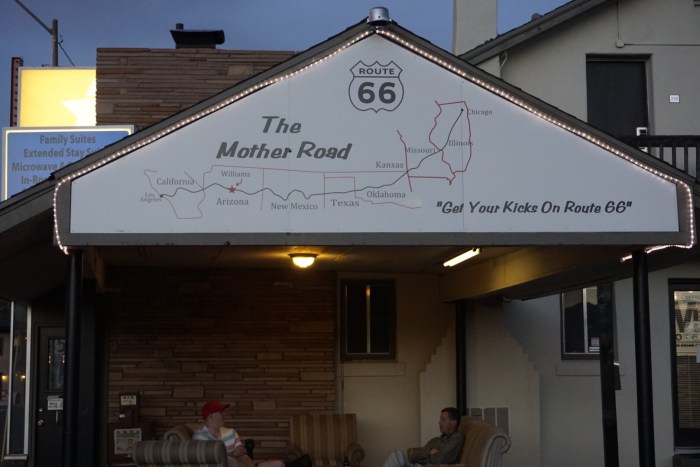 ROUTE
66
The
Mother Road
Chicago
Illinois
Missouri
Kansas
Oklahoma
Texas
New Mexico
Arizona
Williams
California
Los
Angeles
"Get Your Kicks On Route 66"
Family Suites
Extended Stay
Microwave &